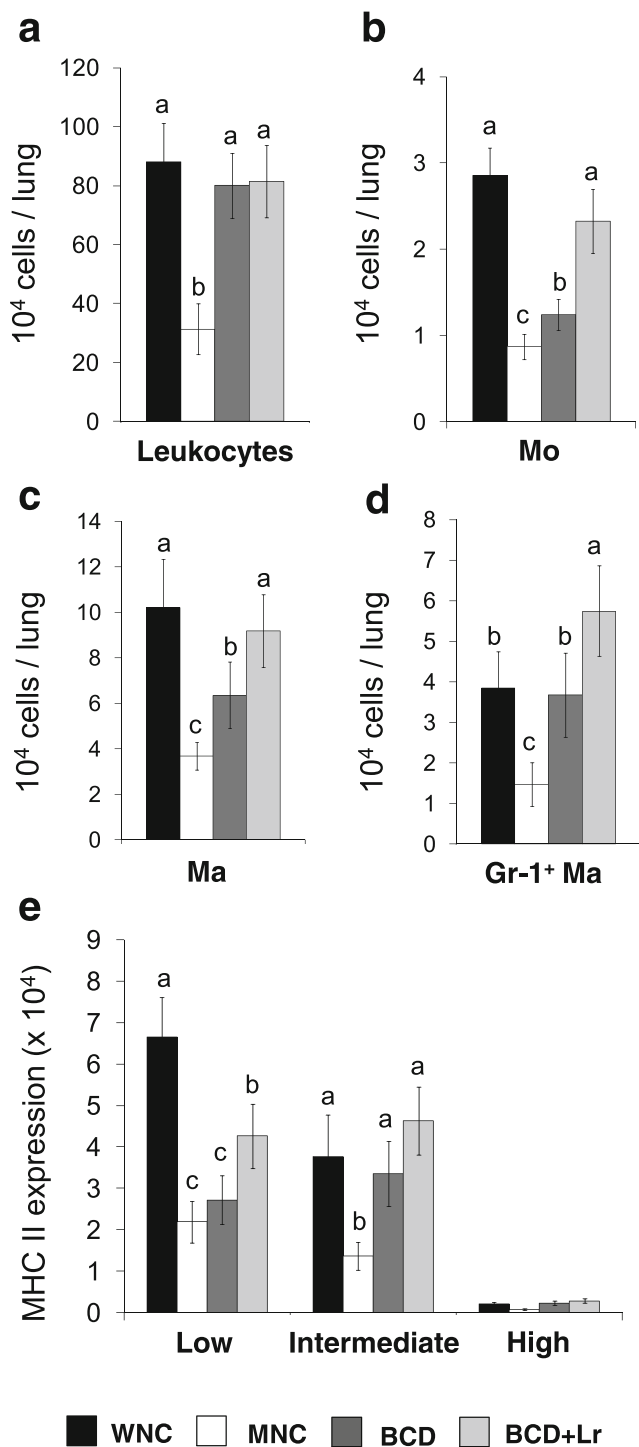 a
120
100
80
60
40
20
0
10⁴ cells / lung
a
b
a
a
Leukocytes
b
4
3
2
1
0
10⁴ cells / lung
a
c
b
a
Mo
c
14
12
10
8
6
4
2
0
10⁴ cells / lung
a
c
b
a
Ma
d
8
7
6
5
4
3
2
1
0
10⁴ cells / lung
b
c
b
a
Gr-1⁺ Ma
e
9
8
7
6
5
4
3
2
1
0
MHC II expression (x 10⁴)
a
c
c
b
a
b
a
a
Low Intermediate High
WNC MNC BCD BCD+Lr